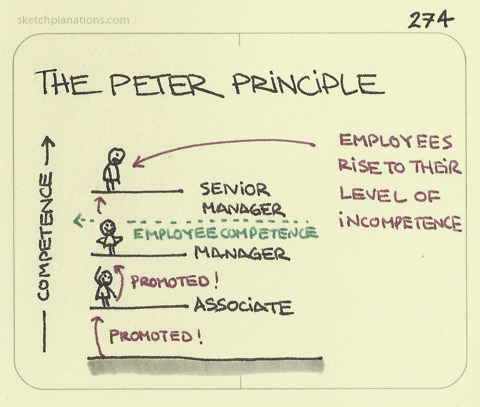 sketchplanations.com
274
THE PETER PRINCIPLE
EMPLOYEES
RISE TO THEIR
LEVEL OF
INCOMPETENCE
COMPETENCE
SENIOR
MANAGER
EMPLOYEE COMPETENCE
MANAGER
PROMOTED!
ASSOCIATE
PROMOTED!